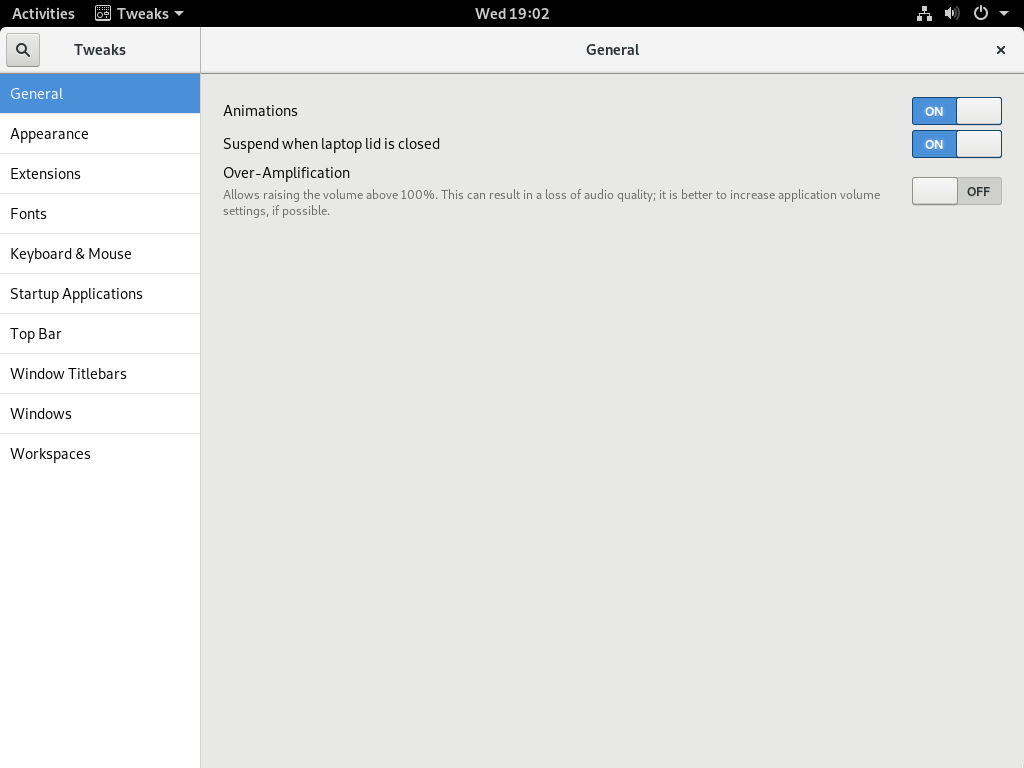 Activities Tweaks Wed 19:02
Tweaks General
General
Appearance
Extensions
Fonts
Keyboard & Mouse
Startup Applications
Top Bar
Window Titlebars
Windows
Workspaces
Animations ON
Suspend when laptop lid is closed ON
Over-Amplification
Allows raising the volume above 100%. This can result in a loss of audio quality; it is better to increase application volume
settings, if possible.
OFF